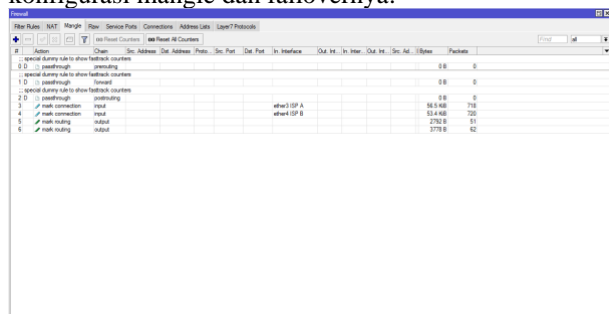 konfigurasi mangle dan failovernya.
Firewall
Filter Rules NAT Mangle Raw Service Ports Connections Address Lists Layer7 Protocols
Reset Counters Reset All Counters Find all
# Action Chain Src. Address Dst. Address Proto... Src. Port Dst. Port In. Interface Out. Int... In. Inter... Out. Int... Src. Ad... Bytes Packets
;;; special dummy rule to show fasttrack counters
0 D passthrough prerouting 0 B 0
;;; special dummy rule to show fasttrack counters
1 D passthrough forward 0 B 0
;;; special dummy rule to show fasttrack counters
2 D passthrough postrouting 0 B 0
3 mark connection input ether3 ISP A 56.5 KiB 718
4 mark connection input ether4 ISP B 53.4 KiB 720
5 mark routing output 2782 B 51
6 mark routing output 3778 B 62